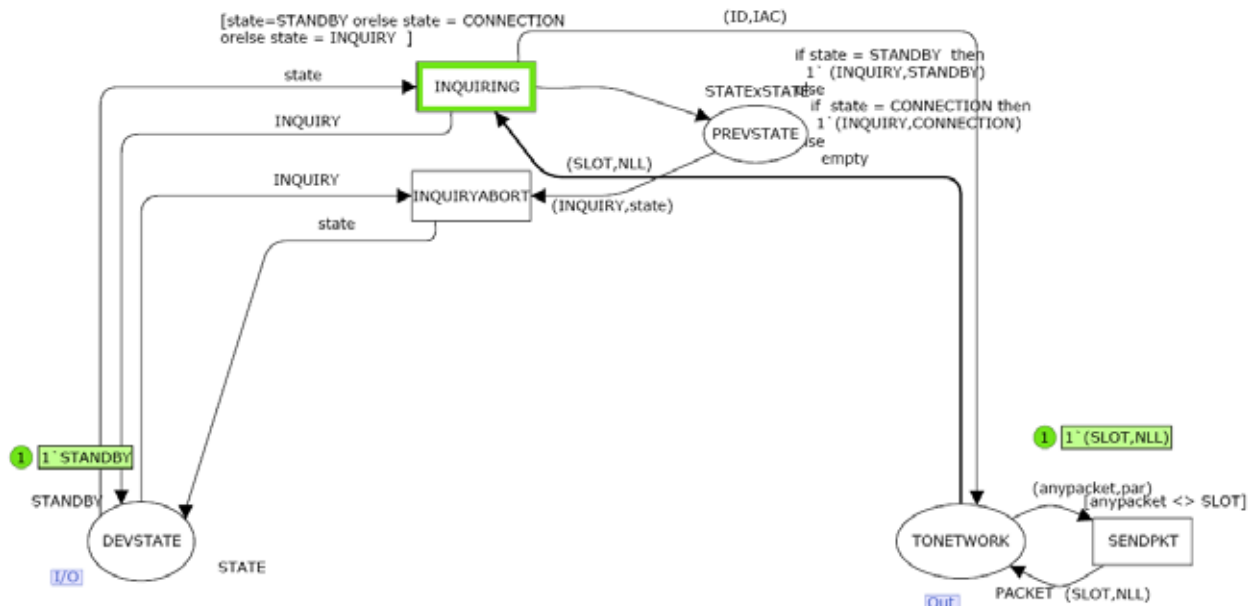 [state=STANDBY orelse state = CONNECTION
orelse state = INQUIRY  ]
(ID,IAC)
state
INQUIRING
if state = STANDBY  then
1` (INQUIRY,STANDBY)
else
if  state = CONNECTION then
1`(INQUIRY,CONNECTION)
else
empty
STATExSTATE
PREVSTATE
INQUIRY
(SLOT,NLL)
INQUIRY
INQUIRYABORT
(INQUIRY,state)
state
1
1`STANDBY
1
1`(SLOT,NLL)
STANDBY
(anypacket,par)
[anypacket <> SLOT]
DEVSTATE
TONETWORK
SENDPKT
I/O
STATE
PACKET
(SLOT,NLL)
Out